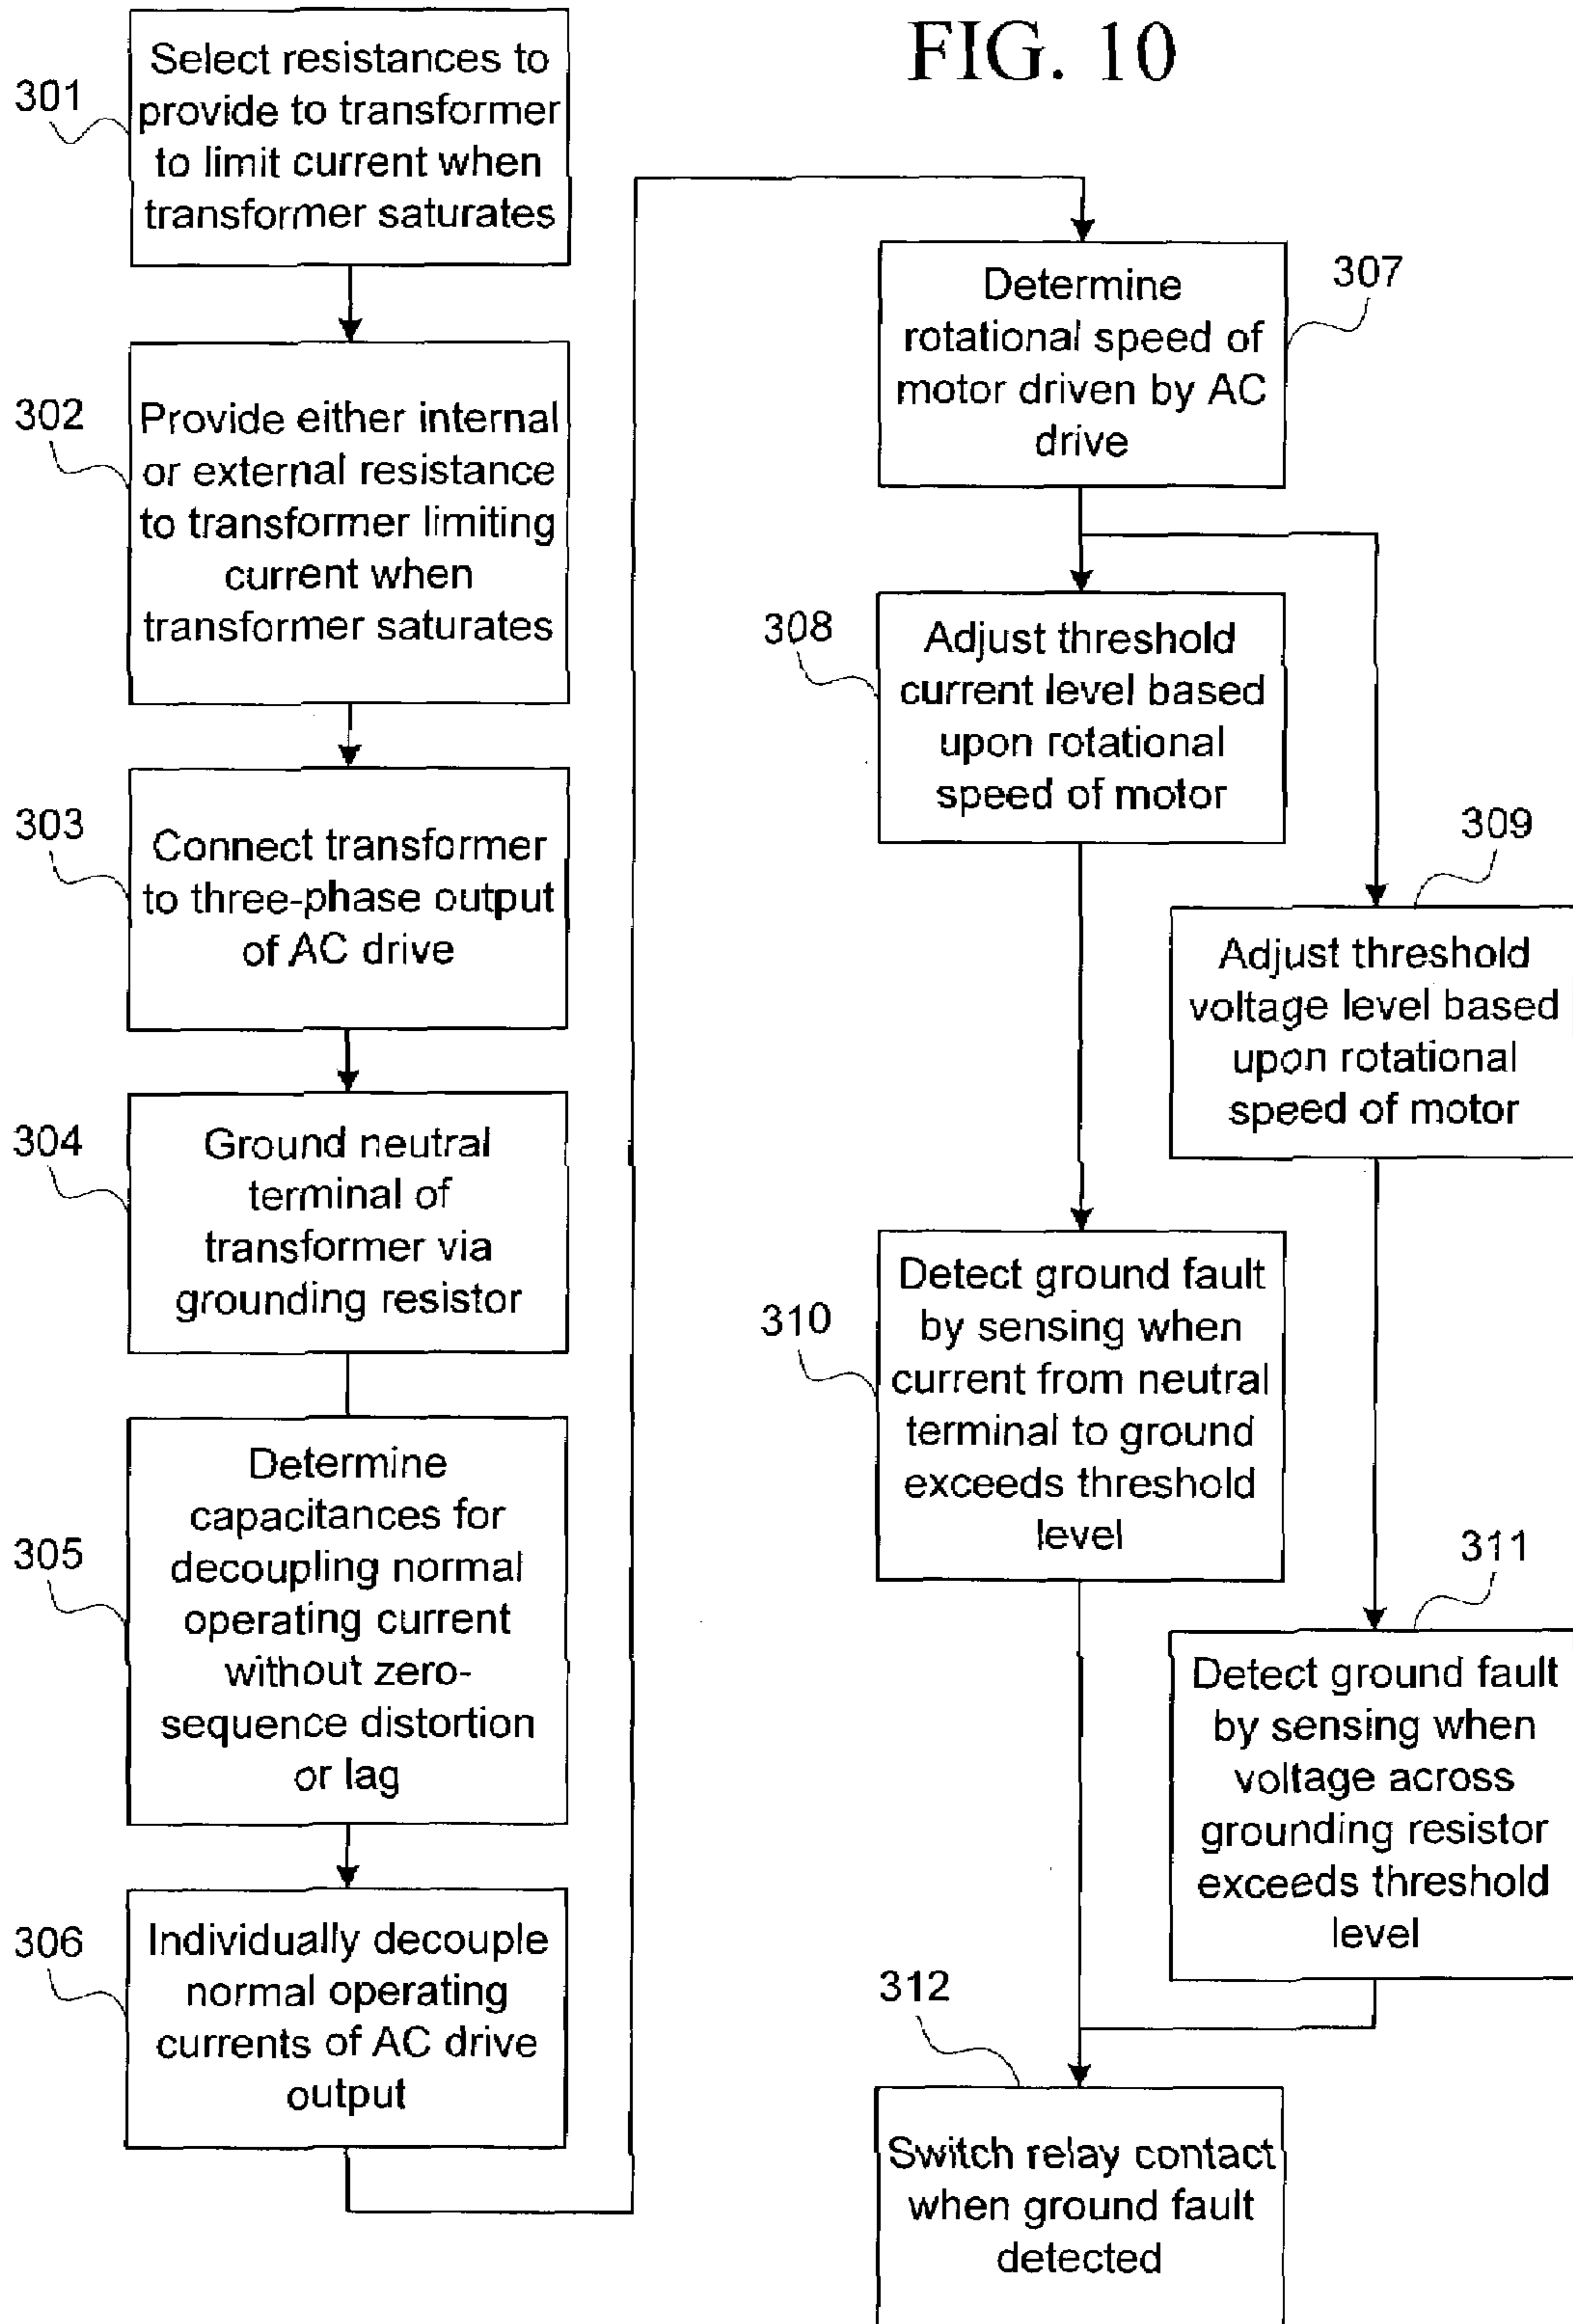 FIG. 10
301
Select resistances to
provide to transformer
to limit current when
transformer saturates
302
Provide either internal
or external resistance
to transformer limiting
current when
transformer saturates
303
Connect transformer
to three-phase output
of AC drive
304
Ground neutral
terminal of
transformer via
grounding resistor
305
Determine
capacitances for
decoupling normal
operating current
without zero-
sequence distortion
or lag
306
Individually decouple
normal operating
currents of AC drive
output
307
Determine
rotational speed of
motor driven by AC
drive
308
Adjust threshold
current level based
upon rotational
speed of motor
309
Adjust threshold
voltage level based
upon rotational
speed of motor
310
Detect ground fault
by sensing when
current from neutral
terminal to ground
exceeds threshold
level
311
Detect ground fault
by sensing when
voltage across
grounding resistor
exceeds threshold
level
312
Switch relay contact
when ground fault
detected